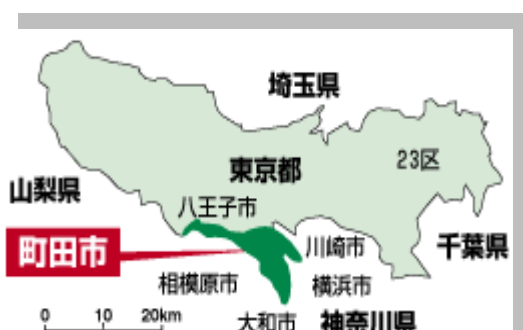 埼玉県
東京都
23区
山梨県
八王子市
町田市
川崎市
千葉県
相模原市
横浜市
0 10 20km
大和市
神奈川県